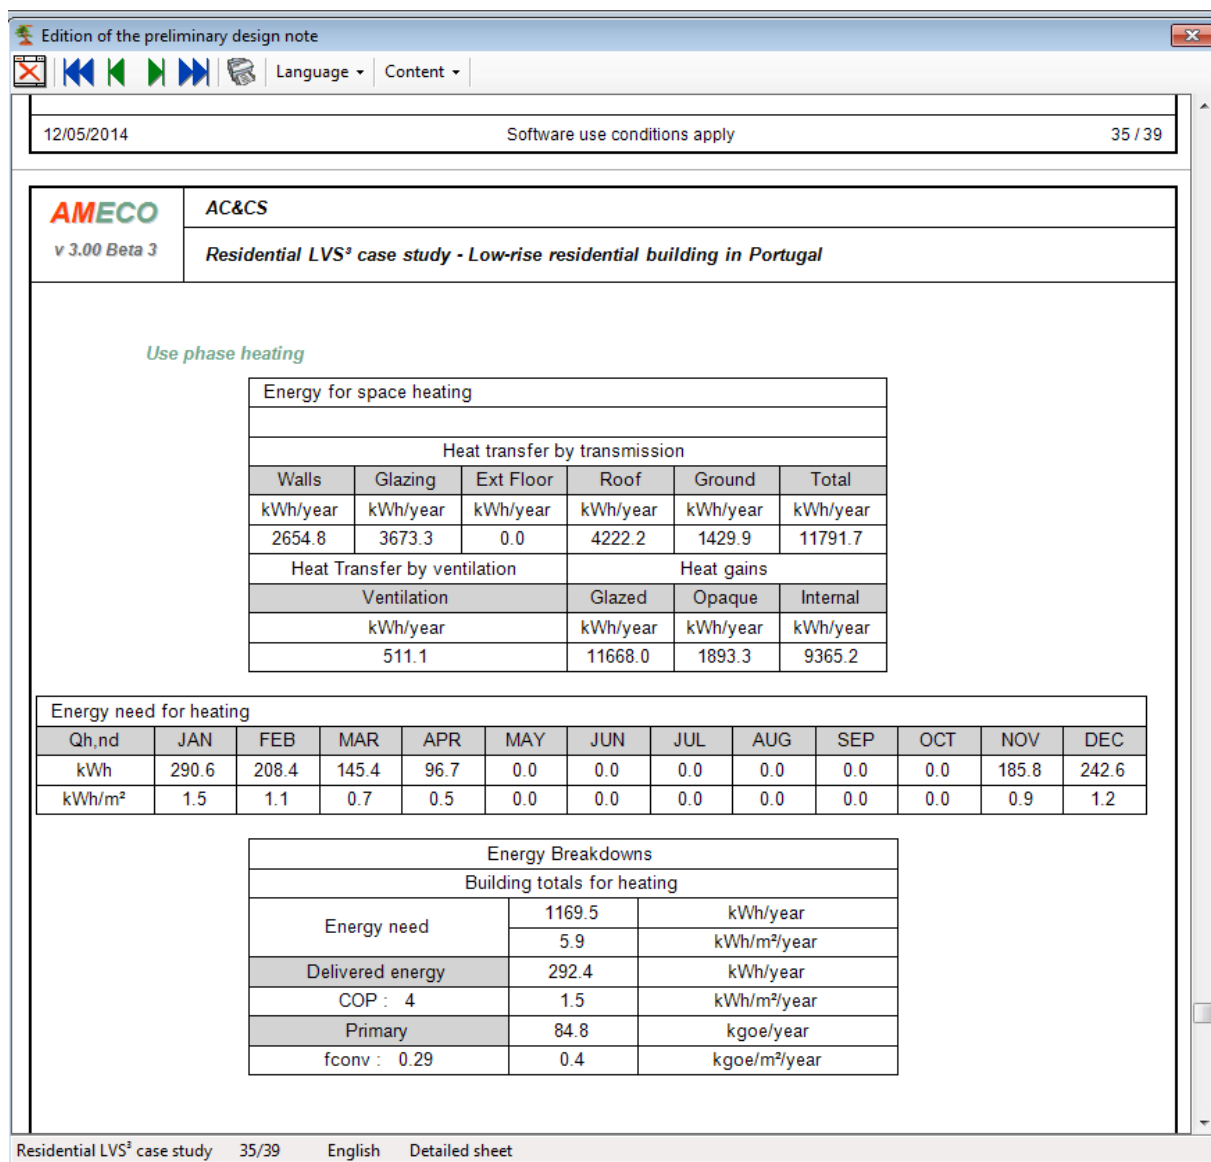 Edition of the preliminary design note
Language Content
12/05/2014 Software use conditions apply 35 / 39
AMECO AC&CS
v 3.00 Beta 3 Residential LVS³ case study - Low-rise residential building in Portugal
Use phase heating
Energy for space heating
Heat transfer by transmission
Walls Glazing Ext Floor Roof Ground Total
kWh/year kWh/year kWh/year kWh/year kWh/year kWh/year
2654.8 3673.3 0.0 4222.2 1429.9 11791.7
Heat Transfer by ventilation Heat gains
Ventilation Glazed Opaque Internal
kWh/year kWh/year kWh/year kWh/year
511.1 11668.0 1893.3 9365.2
Energy need for heating
Qh,nd JAN FEB MAR APR MAY JUN JUL AUG SEP OCT NOV DEC
kWh 290.6 208.4 145.4 96.7 0.0 0.0 0.0 0.0 0.0 0.0 185.8 242.6
kWh/m² 1.5 1.1 0.7 0.5 0.0 0.0 0.0 0.0 0.0 0.0 0.9 1.2
Energy Breakdowns
Building totals for heating
Energy need 1169.5 kWh/year
5.9 kWh/m²/year
Delivered energy 292.4 kWh/year
COP : 4 1.5 kWh/m²/year
Primary 84.8 kgoe/year
fconv : 0.29 0.4 kgoe/m²/year
Residential LVS³ case study 35/39 English Detailed sheet